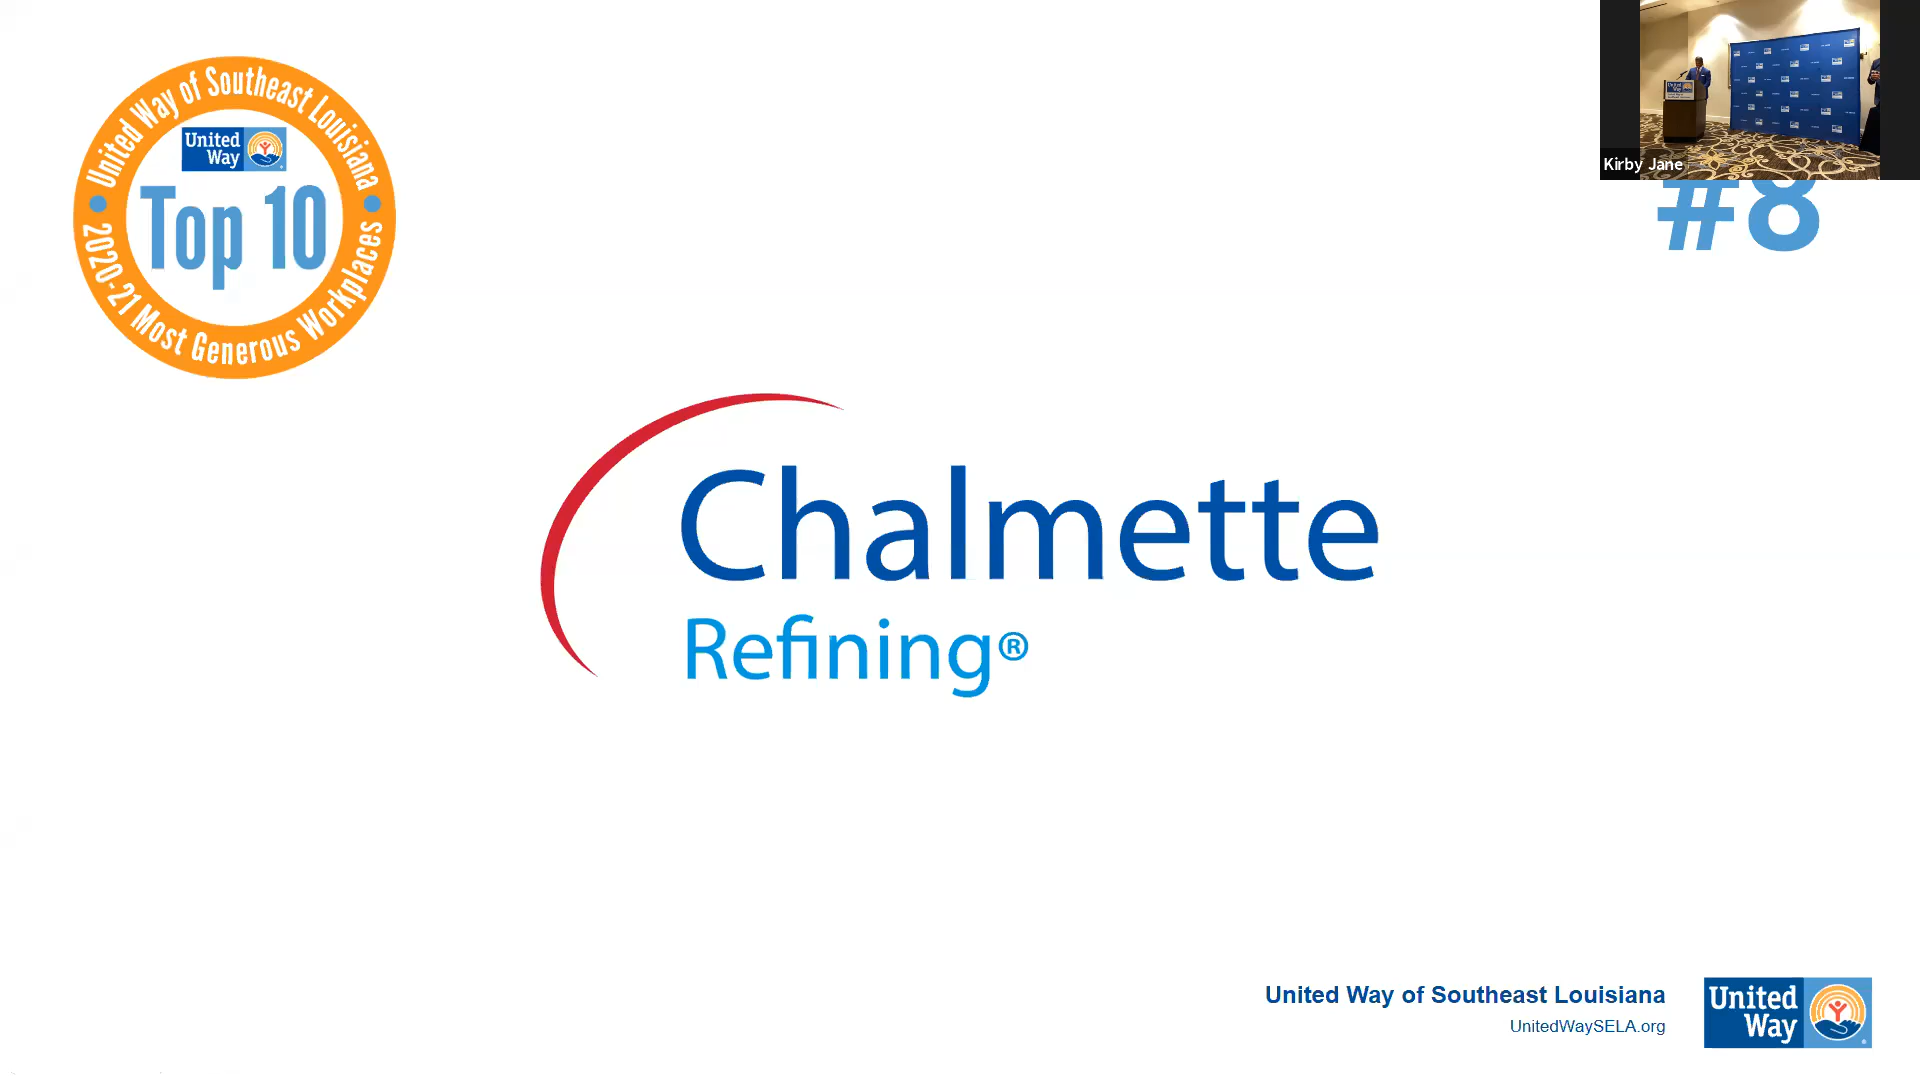 United Way of Southeast Louisiana
United
Way
Top 10
2020-21 Most Generous Workplaces
Kirby Jane
#8
Chalmette
Refining®
United Way of Southeast Louisiana
UnitedWaySELA.org
United
Way